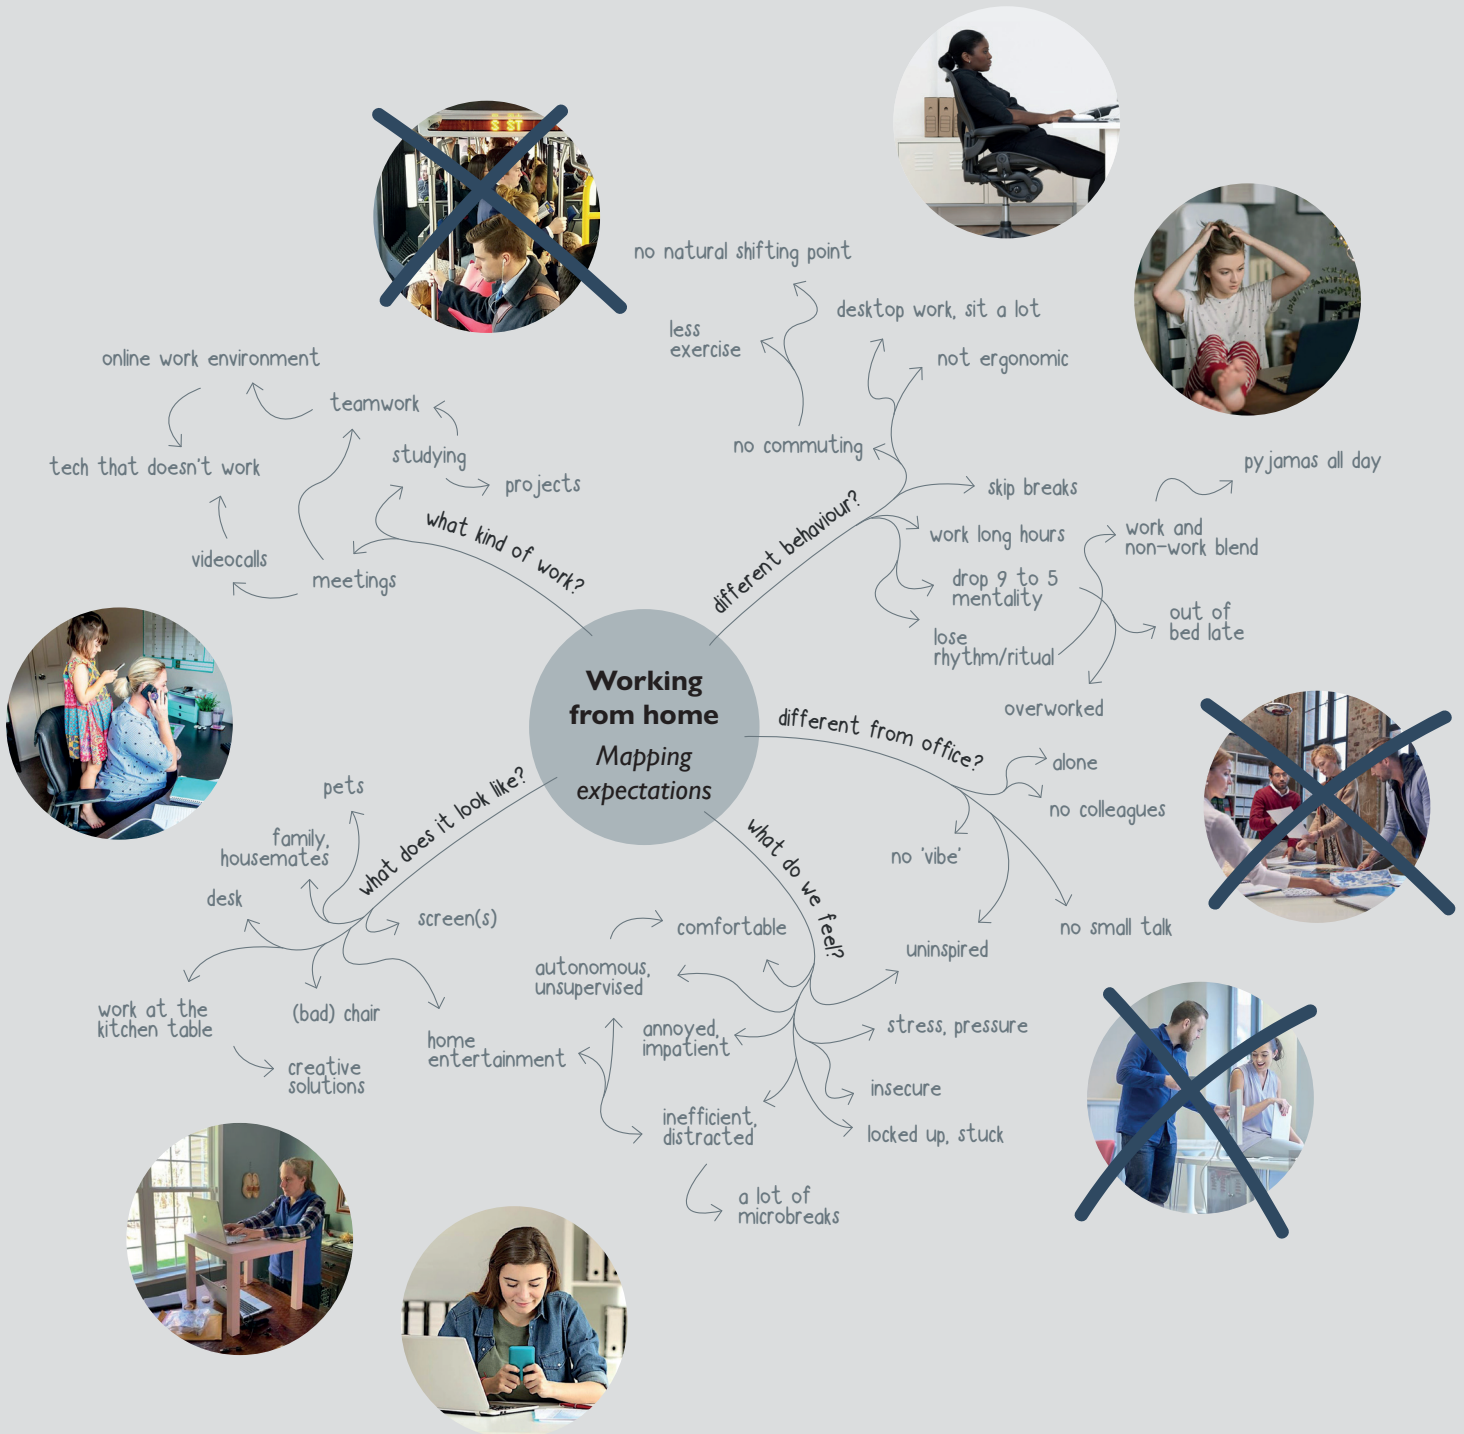 S ST
no natural shifting point
less
exercise
desktop work, sit a lot
not ergonomic
no commuting
skip breaks
work long hours
drop 9 to 5
mentality
lose
rhythm/ritual
work and
non-work blend
pyjamas all day
out of
bed late
overworked
different behaviour?
online work environment
teamwork
studying
projects
tech that doesn't work
videocalls
meetings
what kind of work?
Working
from home
Mapping
expectations
different from office?
alone
no colleagues
no 'vibe'
uninspired
no small talk
what does it look like?
pets
family,
housemates
desk
screen(s)
work at the
kitchen table
(bad) chair
creative
solutions
home
entertainment
what do we feel?
comfortable
autonomous,
unsupervised
annoyed,
impatient
stress, pressure
insecure
inefficient,
distracted
locked up, stuck
a lot of
microbreaks